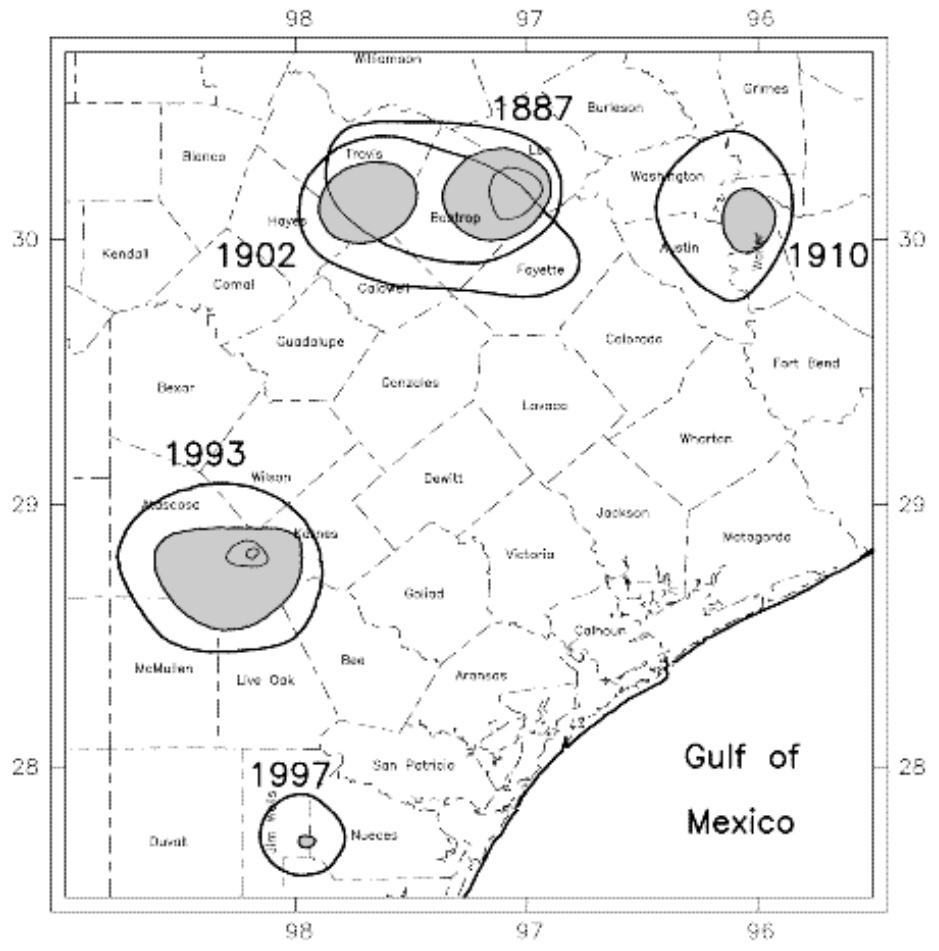 98 97 96
Williamson
Grimes
1887
Burleson
Blanco
Travis
Lee
Washington
Hayes
Bastrop
30 30
Kendall
1902
Austin
Waller
1910
Fayette
Comal
Caldwell
Guadalupe
Colorado
Fort Bend
Bexar
Gonzales
Lavaca
Wharton
1993
Wilson
Dewitt
29 29
Atascosa
Karnes
Jackson
Matagorda
Victoria
Goliad
Calhoun
McMullen
Bee
Live Oak
Aransas
28 28
1997
San Patricio
Gulf of
Mexico
Duvall
Jim Wells
Nueces
98 97 96